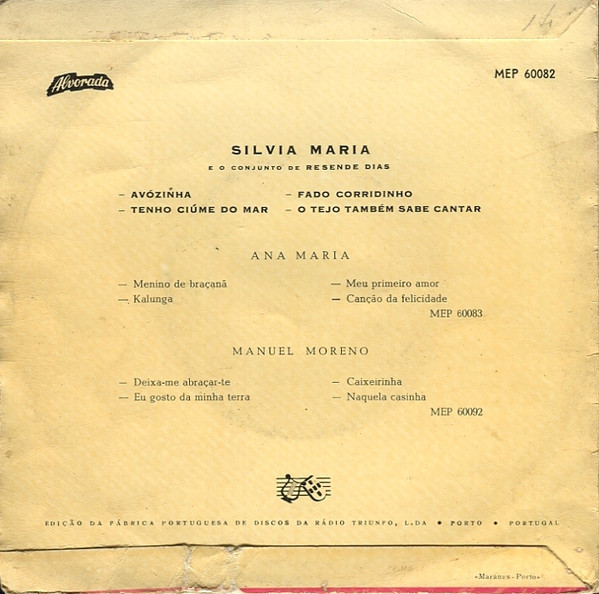 Alvorada
MEP 60082
SILVIA MARIA
E O CONJUNTO DE RESENDE DIAS
– AVÓZIÑHA – FADO CORRIDINHO
– TENHO CIÚME DO MAR – O TEJO TAMBÉM SABE CANTAR
ANA MARIA
— Menino de braçanã — Meu primeiro amor
— Kalunga — Canção da felicidade
MEP 60083
MANUEL MORENO
— Deixa-me abraçar-te — Caixeirinha
— Eu gosto da minha terra — Naquela casinha
MEP 60092
EDIÇÃO DA FÁBRICA PORTUGUESA DE DISCOS DA RÁDIO TRIUNFO, L.DA • PORTO • PORTUGAL
«Maranes - Porto»